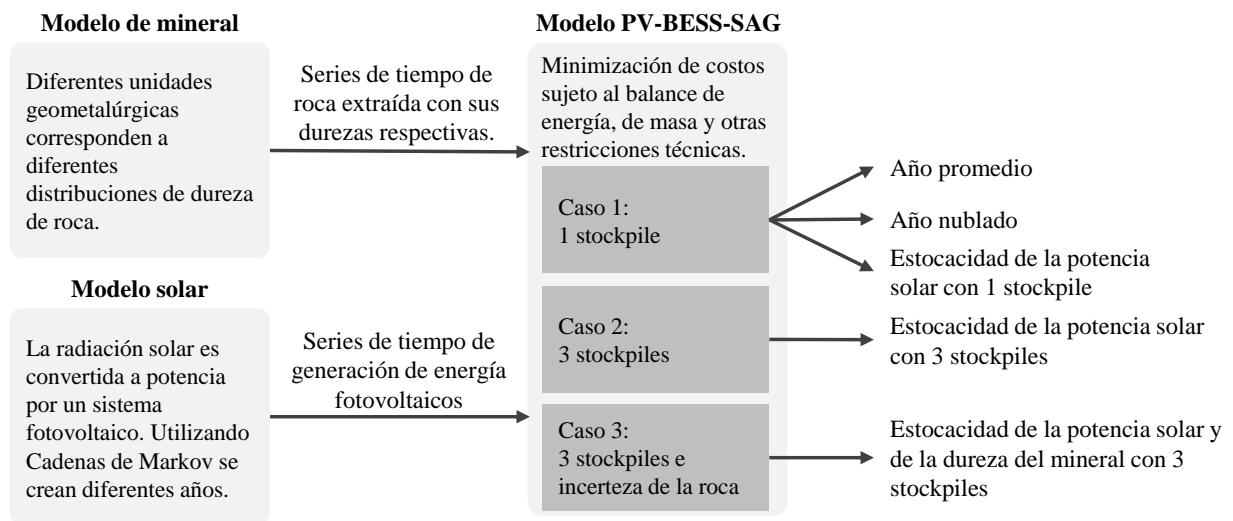 Modelo de mineral
Diferentes unidades
geometalúrgicas
corresponden a
diferentes
distribuciones de dureza
de roca.
Series de tiempo de
roca extraída con sus
durezas respectivas.
Modelo solar
La radiación solar es
convertida a potencia
por un sistema
fotovoltaico. Utilizando
Cadenas de Markov se
crean diferentes años.
Series de tiempo de
generación de energía
fotovoltaicos
Modelo PV-BESS-SAG
Minimización de costos
sujeto al balance de
energía, de masa y otras
restricciones técnicas.
Caso 1:
1 stockpile
Caso 2:
3 stockpiles
Caso 3:
3 stockpiles e
incerteza de la roca
Año promedio
Año nublado
Estocacidad de la potencia
solar con 1 stockpile
Estocacidad de la potencia solar
con 3 stockpiles
Estocacidad de la potencia solar y
de la dureza del mineral con 3
stockpiles